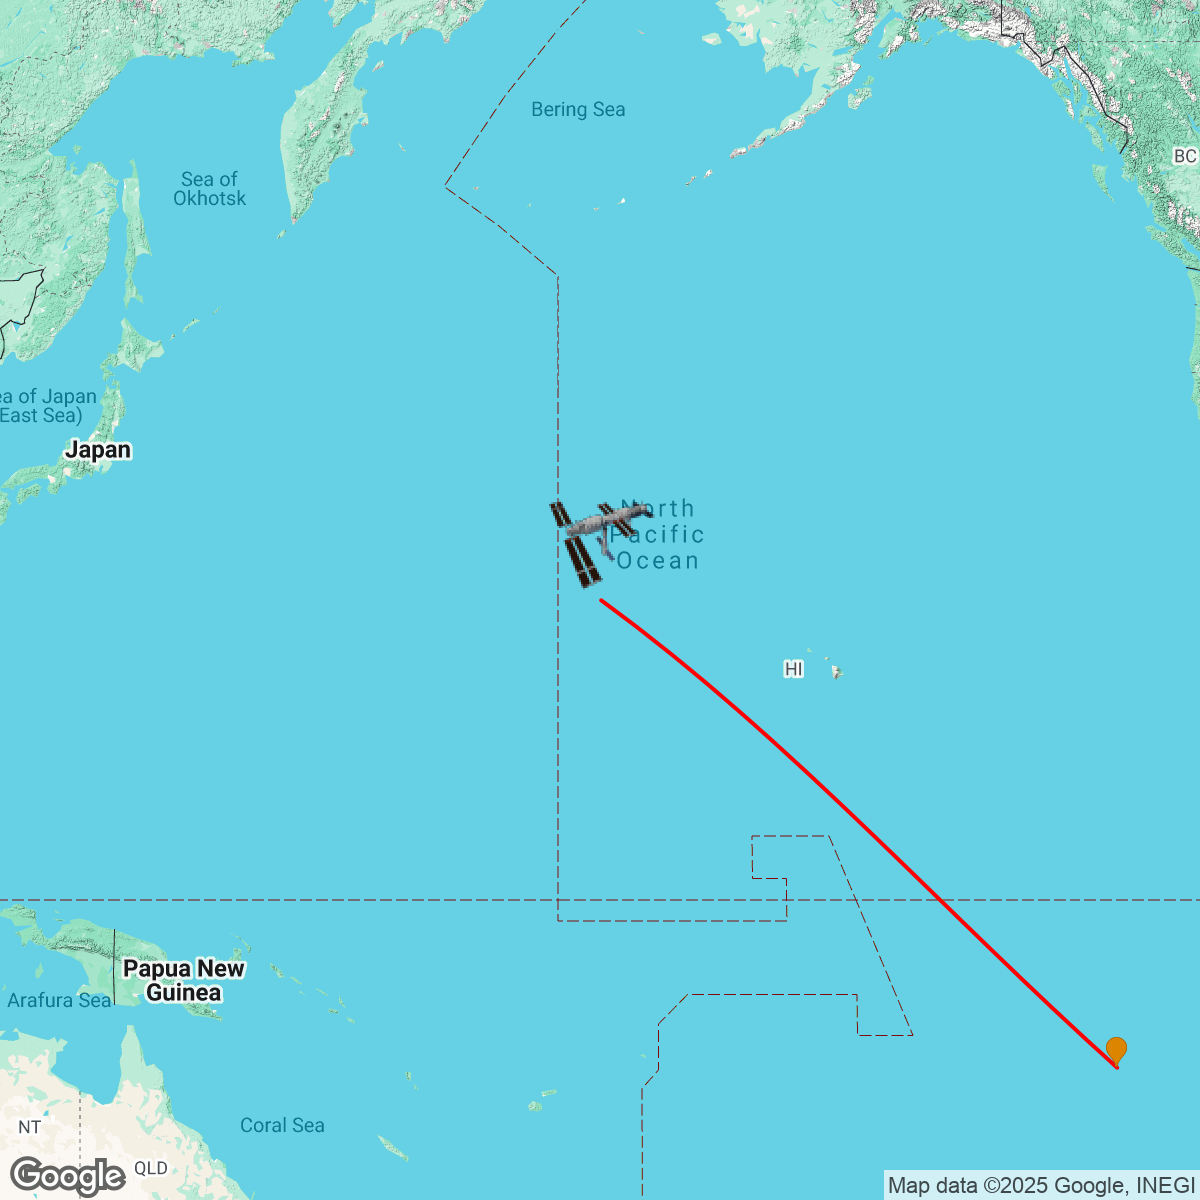 Bering Sea
BC
Sea of
Okhotsk
ea of Japan
East Sea)
Japan
North
Pacific
Ocean
HI
Papua New
Guinea
Arafura Sea
NT
Coral Sea
QLD
Google
Map data ©2025 Google, INEGI